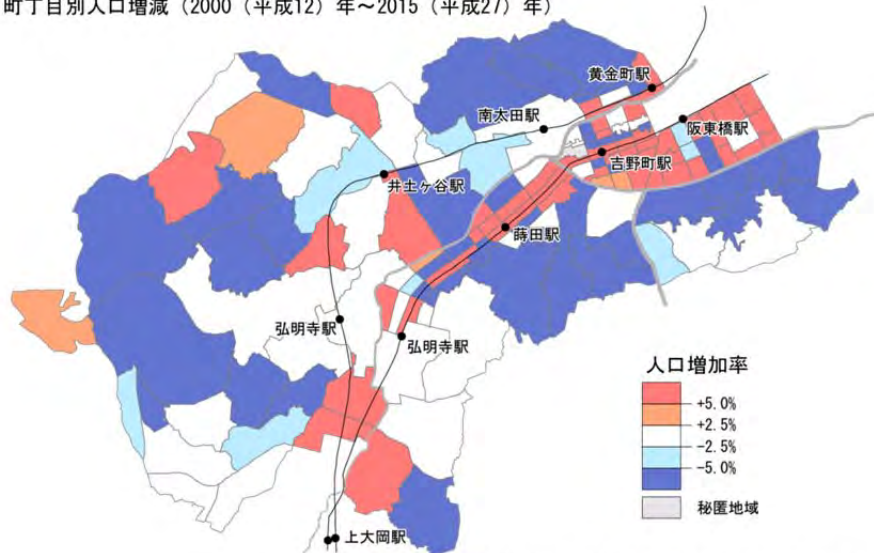 町丁目別人口増減（2000（平成12）年～2015（平成27）年）
黄金町駅
南太田駅
阪東橋駅
吉野町駅
井土ヶ谷駅
蒔田駅
弘明寺駅
弘明寺駅
上大岡駅
人口増加率
+5.0%
+2.5%
-2.5%
-5.0%
秘匿地域